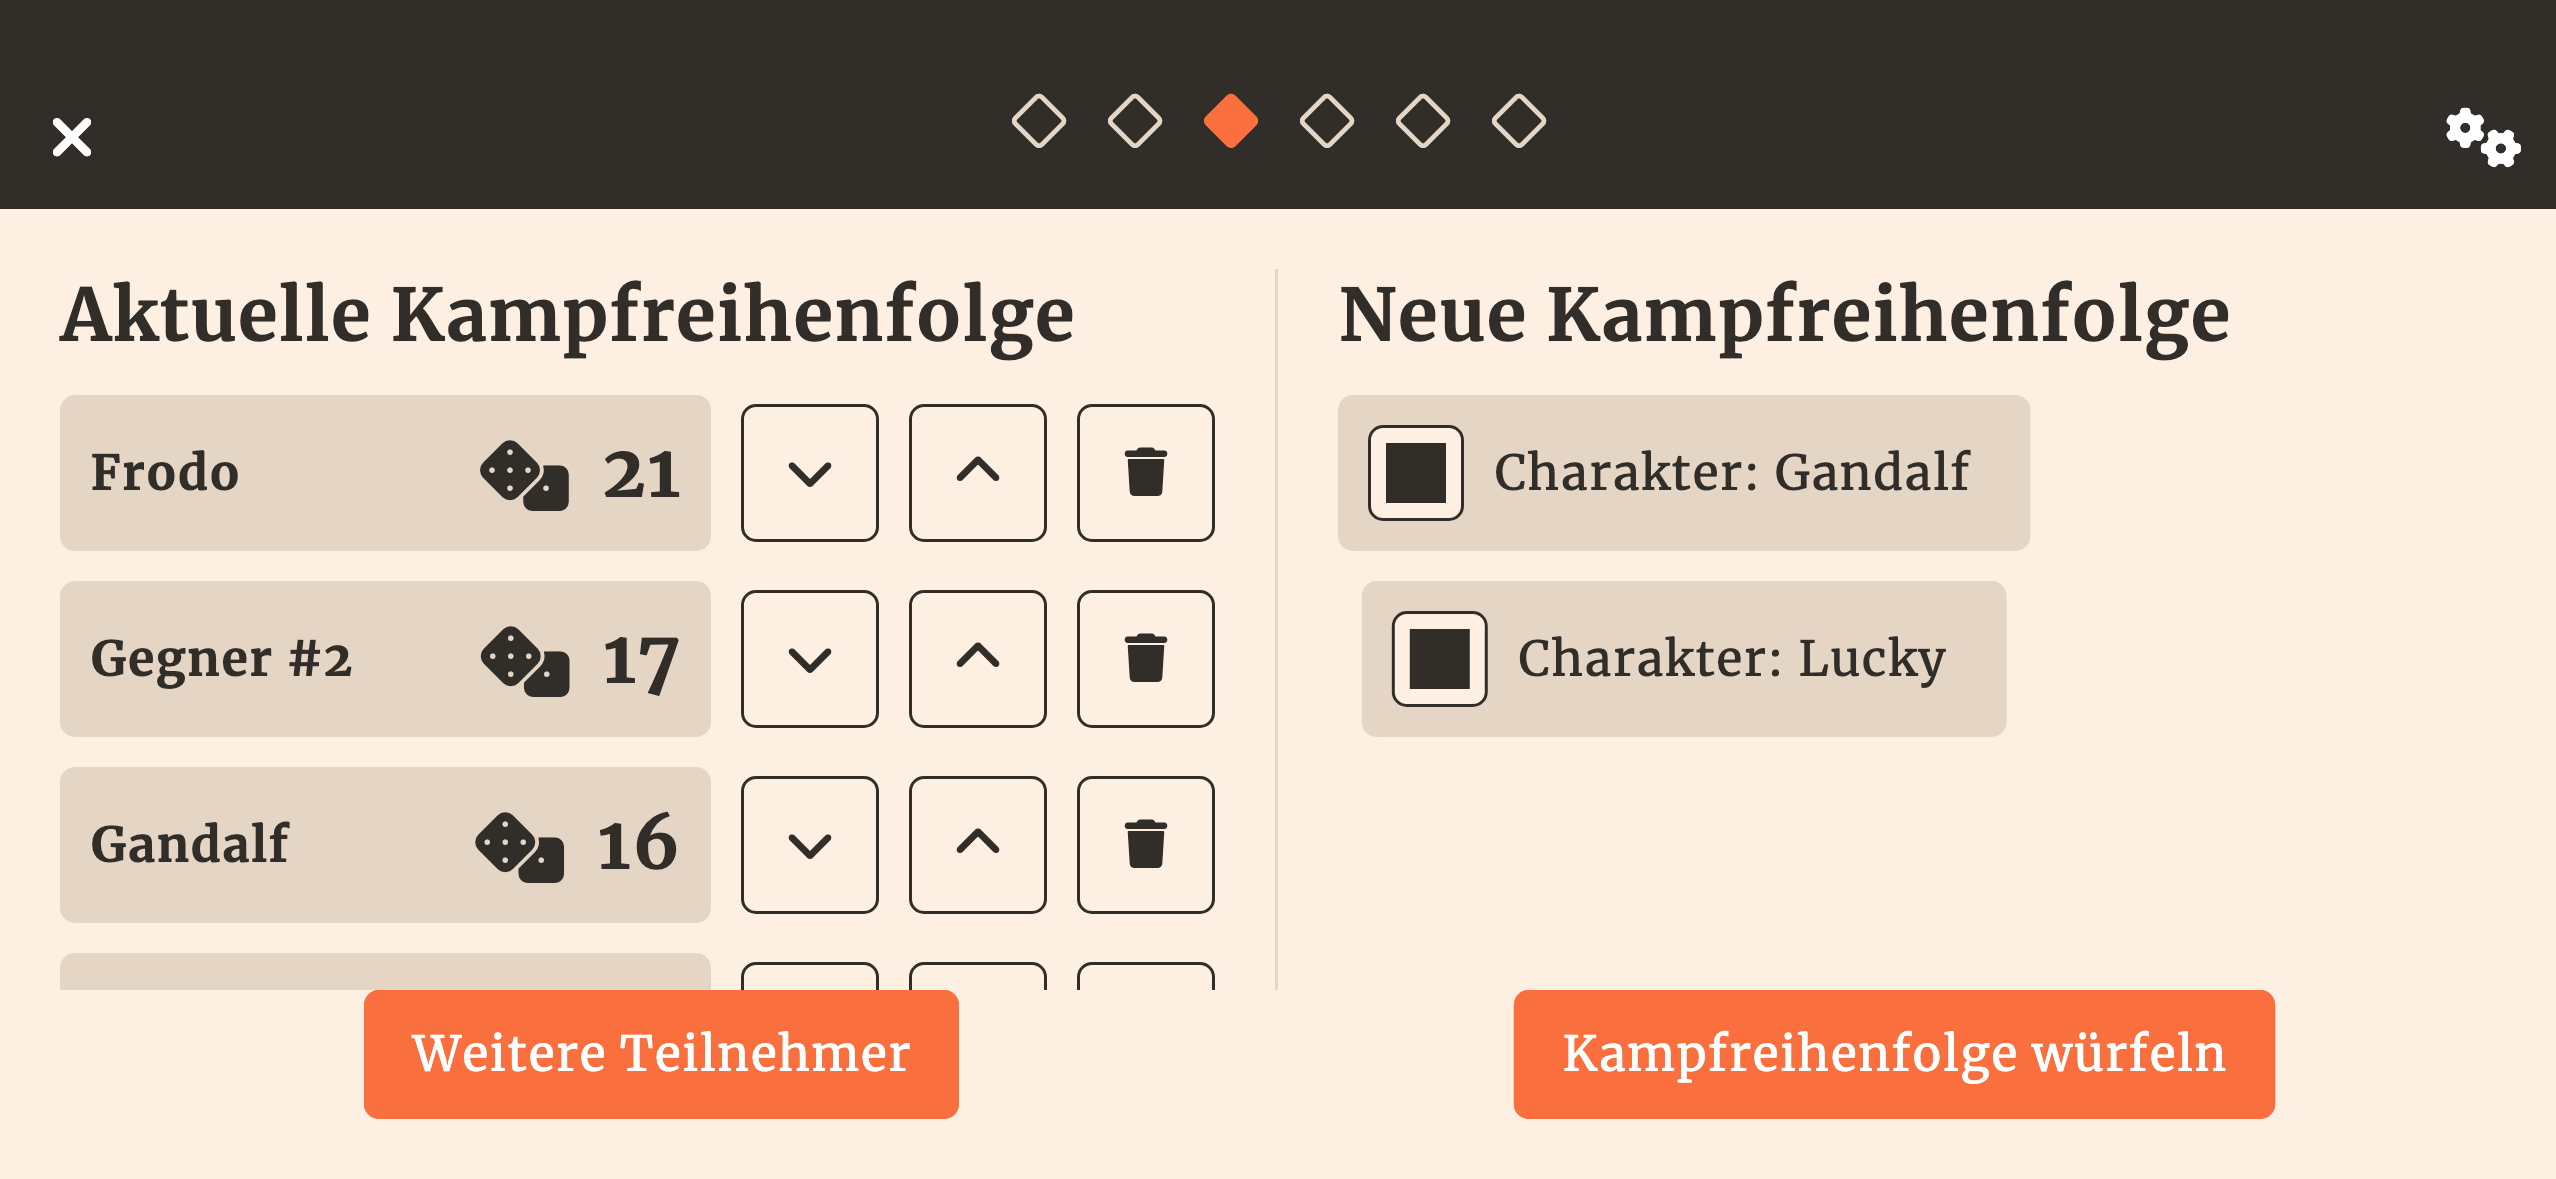 Aktuelle Kampfreihenfolge
Frodo 21
Gegner #2 17
Gandalf 16
Weitere Teilnehmer
Neue Kampfreihenfolge
Charakter: Gandalf
Charakter: Lucky
Kampfreihenfolge würfeln